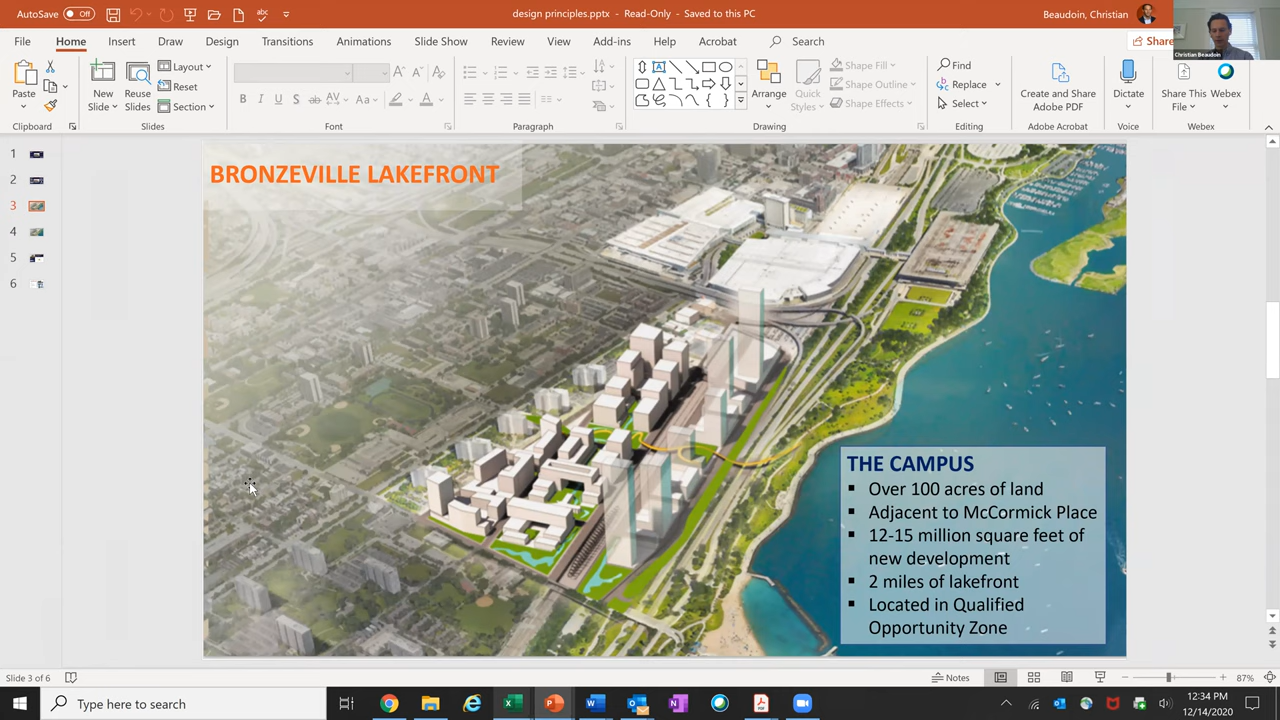 AutoSave Off
design principles.pptx - Read-Only - Saved to this PC
Beaudoin, Christian
Christian Beaudoin
File Home Insert Draw Design Transitions Animations Slide Show Review View Add-ins Help Acrobat Search Share
Paste
New Slide
Reuse Slides
Layout
Reset
Section
Arrange
Quick Styles
Shape Fill
Shape Outline
Shape Effects
Find
Replace
Select
Create and Share Adobe PDF
Dictate
Share This File
Webex
Clipboard Slides Font Paragraph Drawing Editing Adobe Acrobat Voice Webex
1
2
3
4
5
6
BRONZEVILLE LAKEFRONT
THE CAMPUS
▪ Over 100 acres of land
▪ Adjacent to McCormick Place
▪ 12-15 million square feet of
new development
▪ 2 miles of lakefront
▪ Located in Qualified
Opportunity Zone
Slide 3 of 6
Notes
87%
Type here to search
12:34 PM
12/14/2020